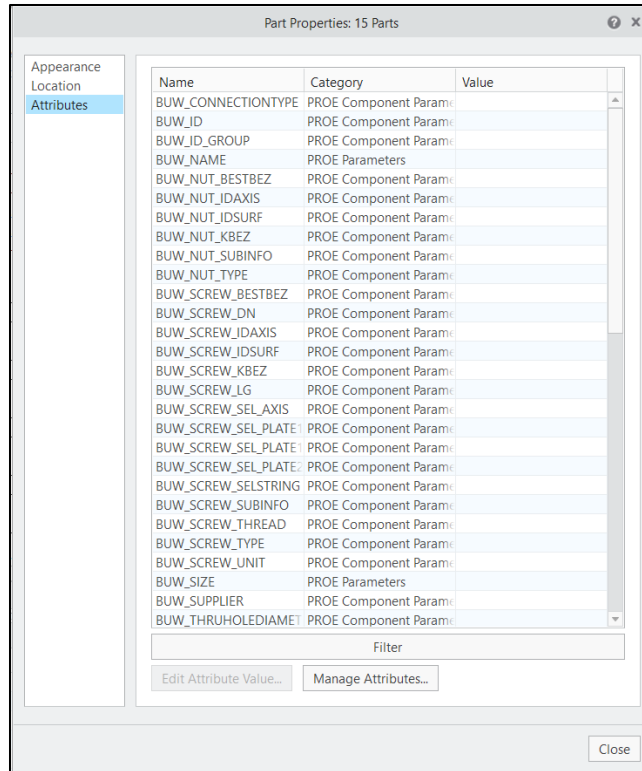 Part Properties: 15 Parts
Appearance
Location
Attributes
Name Category Value
BUW_CONNECTIONTYPE PROE Component Parame
BUW_ID PROE Component Parame
BUW_ID_GROUP PROE Component Parame
BUW_NAME PROE Parameters
BUW_NUT_BESTBEZ PROE Component Parame
BUW_NUT_IDAXIS PROE Component Parame
BUW_NUT_IDSURF PROE Component Parame
BUW_NUT_KBEZ PROE Component Parame
BUW_NUT_SUBINFO PROE Component Parame
BUW_NUT_TYPE PROE Component Parame
BUW_SCREW_BESTBEZ PROE Component Parame
BUW_SCREW_DN PROE Component Parame
BUW_SCREW_IDAXIS PROE Component Parame
BUW_SCREW_IDSURF PROE Component Parame
BUW_SCREW_KBEZ PROE Component Parame
BUW_SCREW_LG PROE Component Parame
BUW_SCREW_SEL_AXIS PROE Component Parame
BUW_SCREW_SEL_PLATE1 PROE Component Parame
BUW_SCREW_SEL_PLATE1 PROE Component Parame
BUW_SCREW_SEL_PLATE2 PROE Component Parame
BUW_SCREW_SELSTRING PROE Component Parame
BUW_SCREW_SUBINFO PROE Component Parame
BUW_SCREW_THREAD PROE Component Parame
BUW_SCREW_TYPE PROE Component Parame
BUW_SCREW_UNIT PROE Component Parame
BUW_SIZE PROE Parameters
BUW_SUPPLIER PROE Component Parame
BUW_THRUHOLEDIAMET PROE Component Parame
Filter
Edit Attribute Value... Manage Attributes...
Close